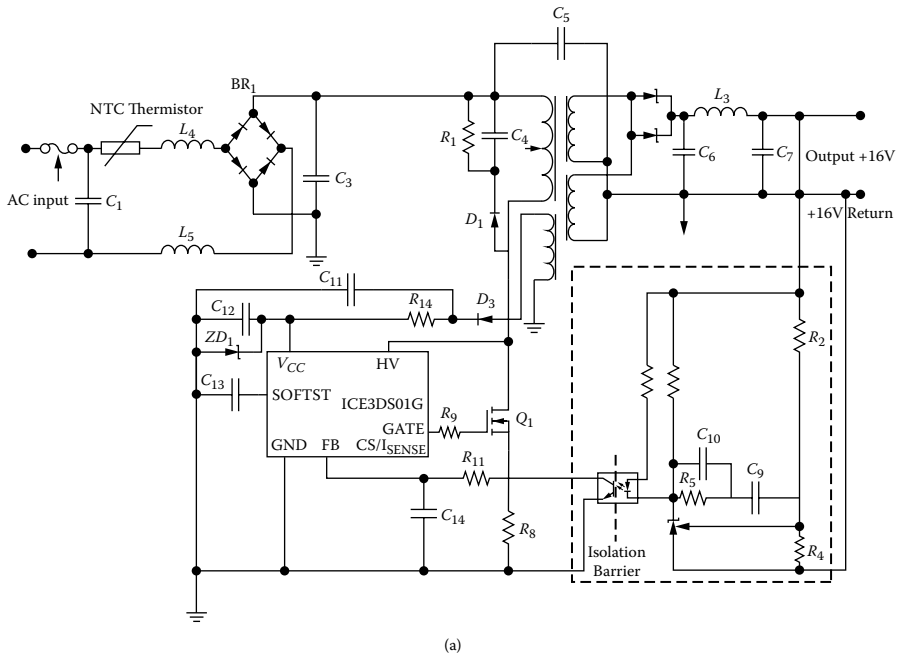 C5
BR1
NTC Thermistor
L4
L3
R1
C4
C3
C6
C7
Output +16V
AC input
C1
D1
+16V Return
L5
C11
C12
R14
D3
ZD1
VCC
HV
R2
C13
SOFTST
ICE3DS01G
R9
Q1
GATE
GND
FB
CS/ISENSE
C10
R11
R5
C9
C14
R8
Isolation
Barrier
R4
(a)